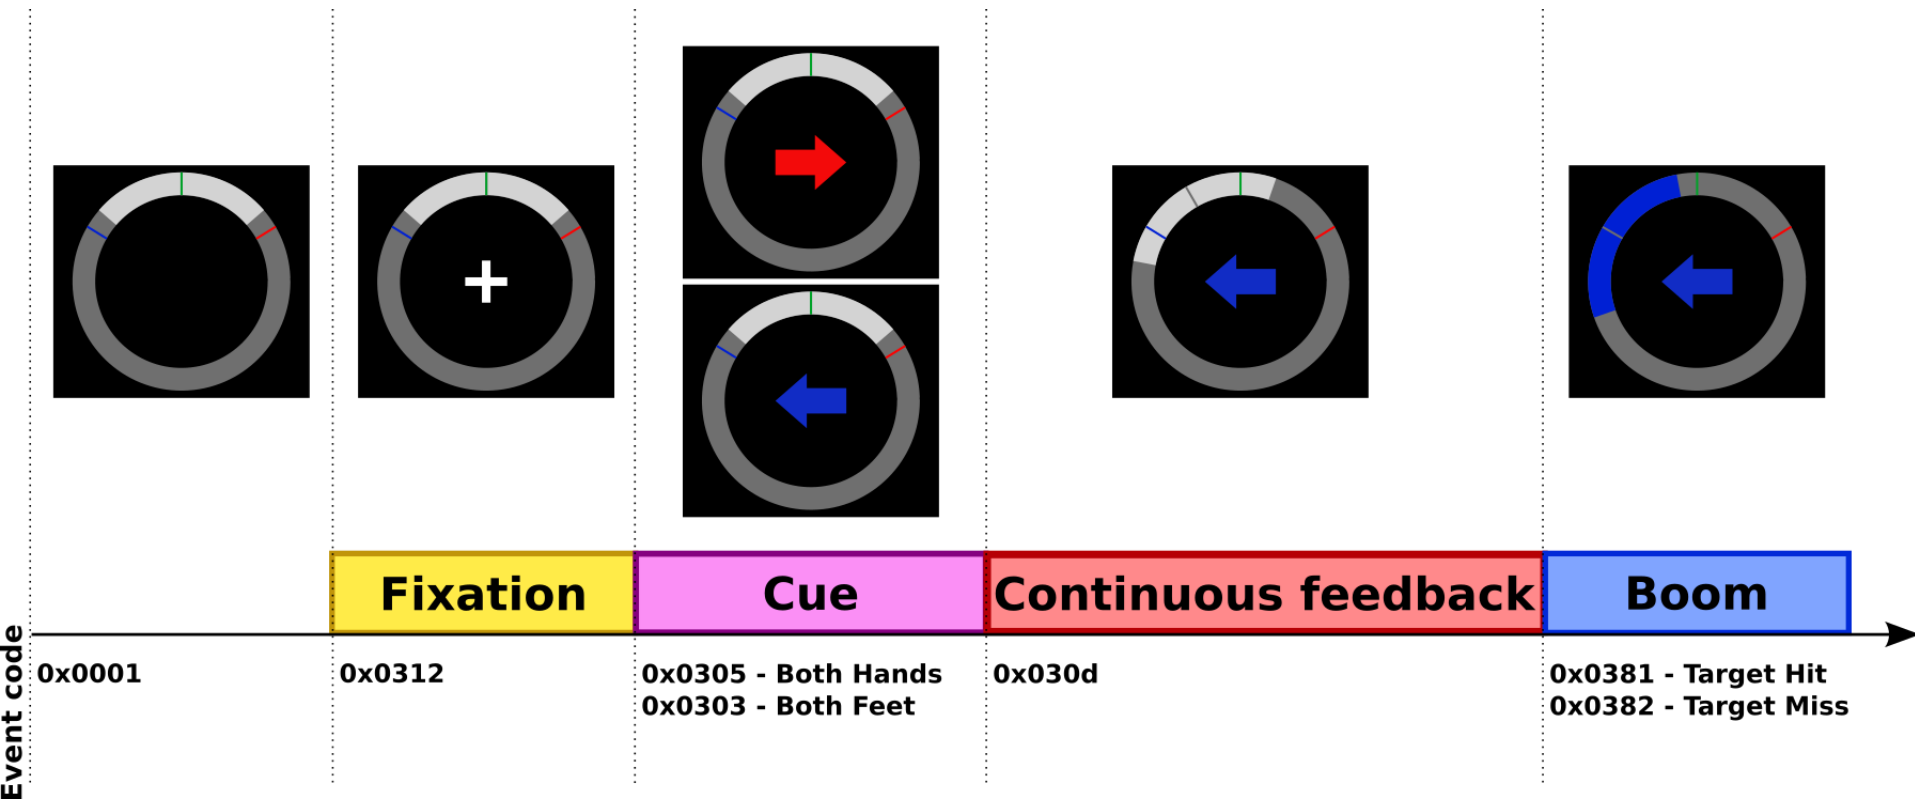 Fixation
Cue
Continuous feedback
Boom
Event code
0x0001
0x0312
0x0305 - Both Hands
0x0303 - Both Feet
0x030d
0x0381 - Target Hit
0x0382 - Target Miss